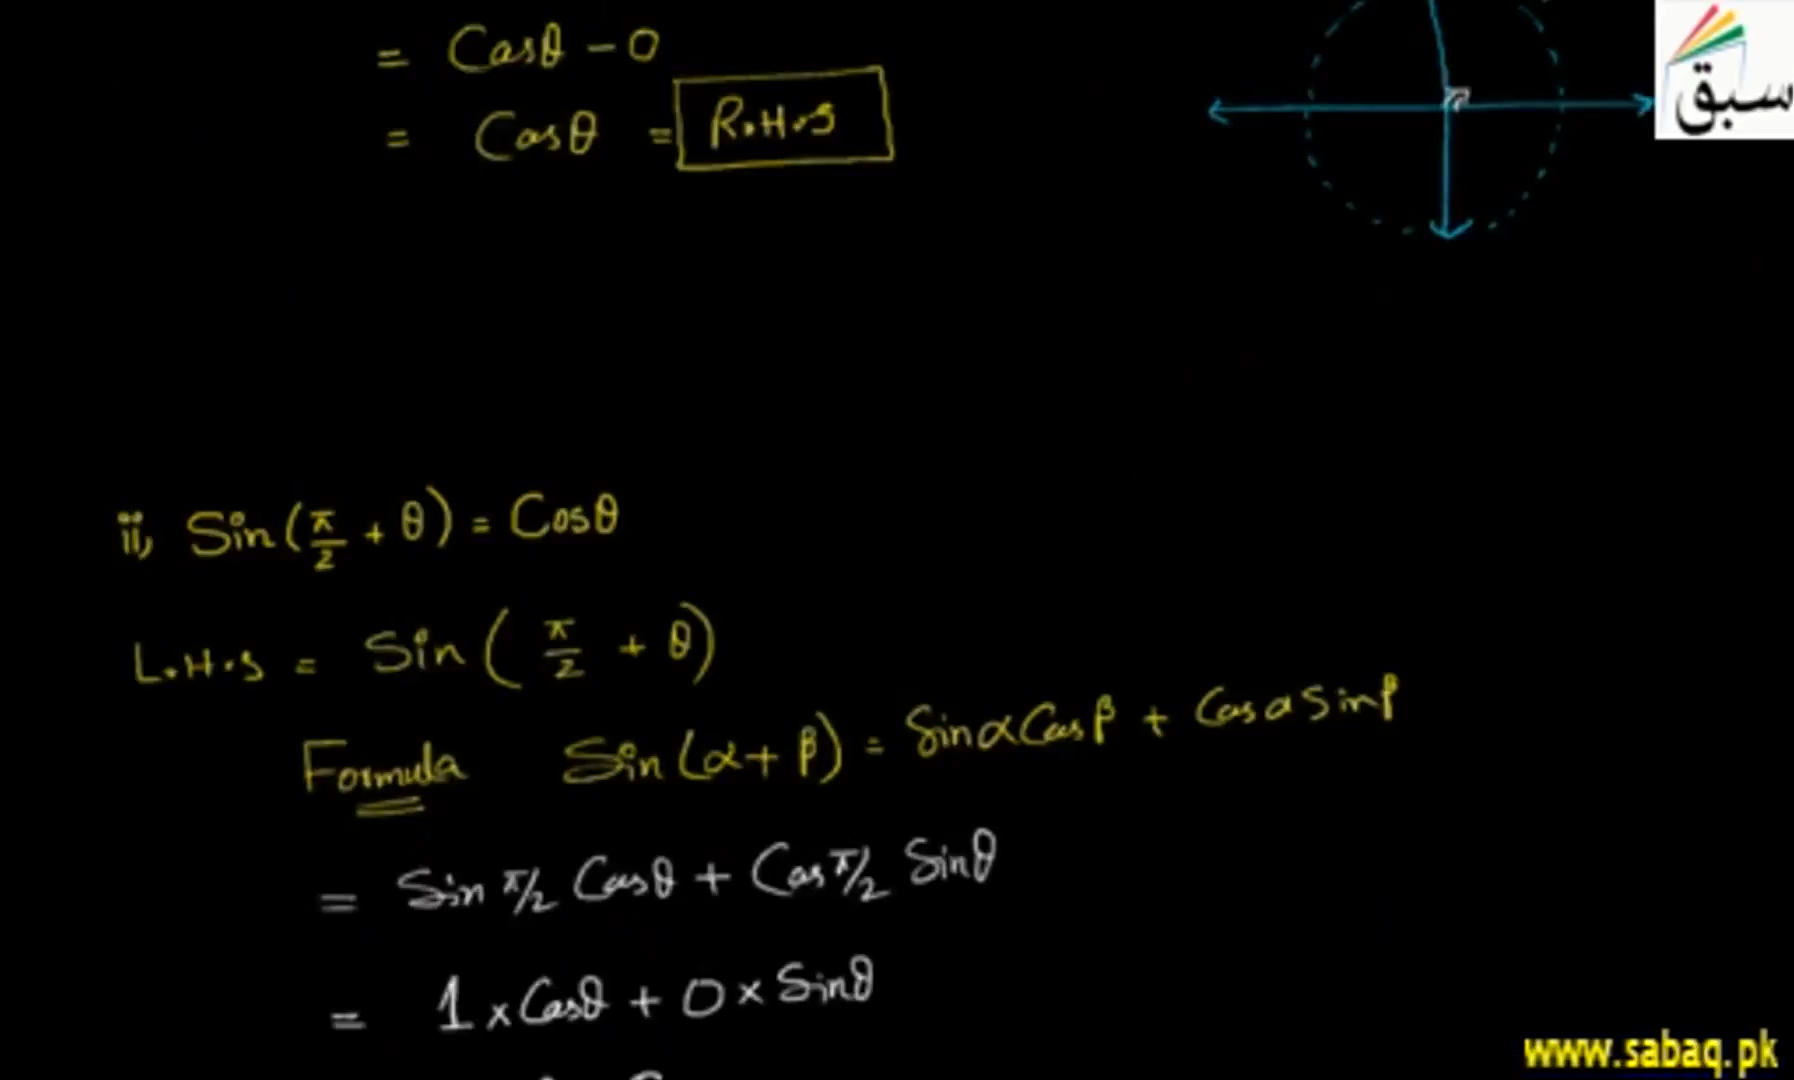 = Cosθ - 0
= Cosθ = R.H.S
سبق
ii, Sin(π/2 + θ) = Cosθ
L.H.S = Sin(π/2 + θ)
Formula Sin(α + β) = Sinα Cosβ + Cosα Sinβ
= Sin π/2 Cosθ + Cos π/2 Sinθ
= 1 × Cosθ + 0 × Sinθ
www.sabaq.pk